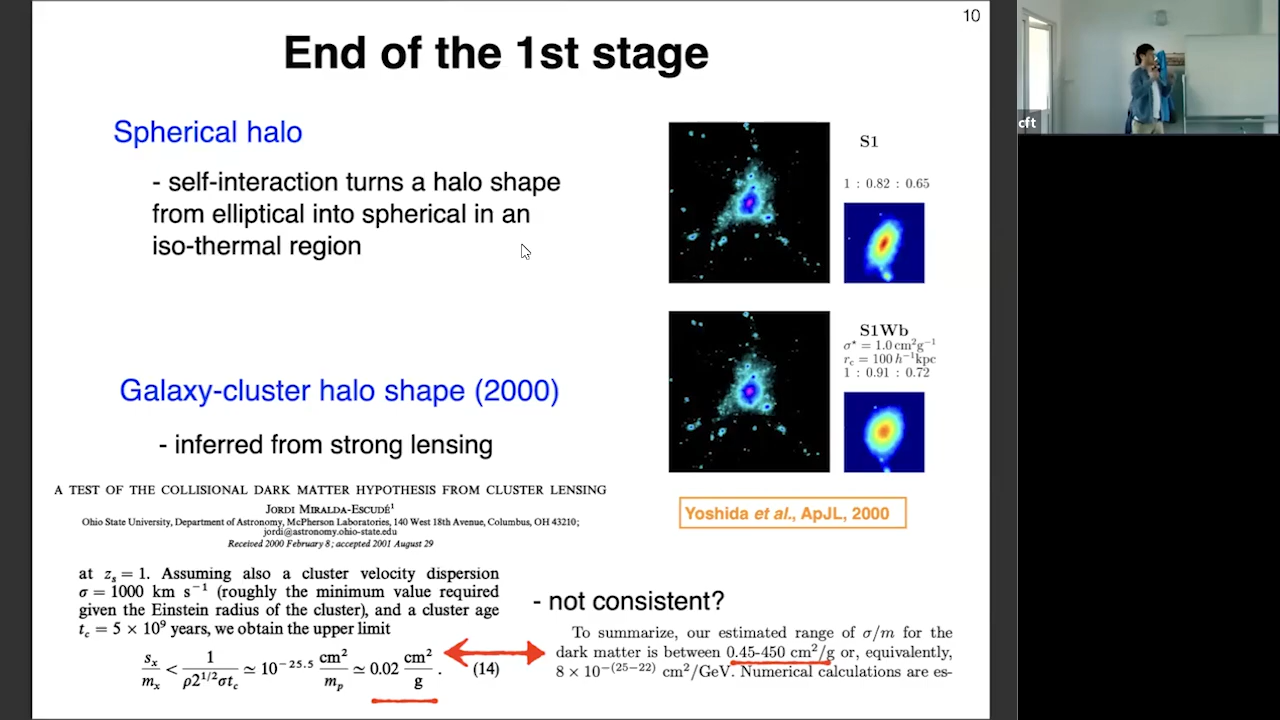 10
End of the 1st stage
Spherical halo
- self-interaction turns a halo shape
from elliptical into spherical in an
iso-thermal region
S1
1 : 0.82 : 0.65
S1Wb
σ* = 1.0 cm²g⁻¹
r_c = 100 h⁻¹kpc
1 : 0.91 : 0.72
Yoshida et al., ApJL, 2000
Galaxy-cluster halo shape (2000)
- inferred from strong lensing
A TEST OF THE COLLISIONAL DARK MATTER HYPOTHESIS FROM CLUSTER LENSING
JORDI MIRALDA-ESCUDÉ¹
Ohio State University, Department of Astronomy, McPherson Laboratories, 140 West 18th Avenue, Columbus, OH 43210;
jordi@astronomy.ohio-state.edu
Received 2000 February 8; accepted 2001 August 29
at z_s = 1. Assuming also a cluster velocity dispersion
σ = 1000 km s⁻¹ (roughly the minimum value required
given the Einstein radius of the cluster), and a cluster age
t_c = 5 × 10⁹ years, we obtain the upper limit
s_x/m_x < 1/(ρ2^{1/2}σt_c) ≃ 10^{-25.5} cm²/m_p ≃ 0.02 cm²/g . (14)
- not consistent?
To summarize, our estimated range of σ/m for the
dark matter is between 0.45-450 cm²/g or, equivalently,
8 × 10^{-(25-22)} cm²/GeV. Numerical calculations are es-
cft